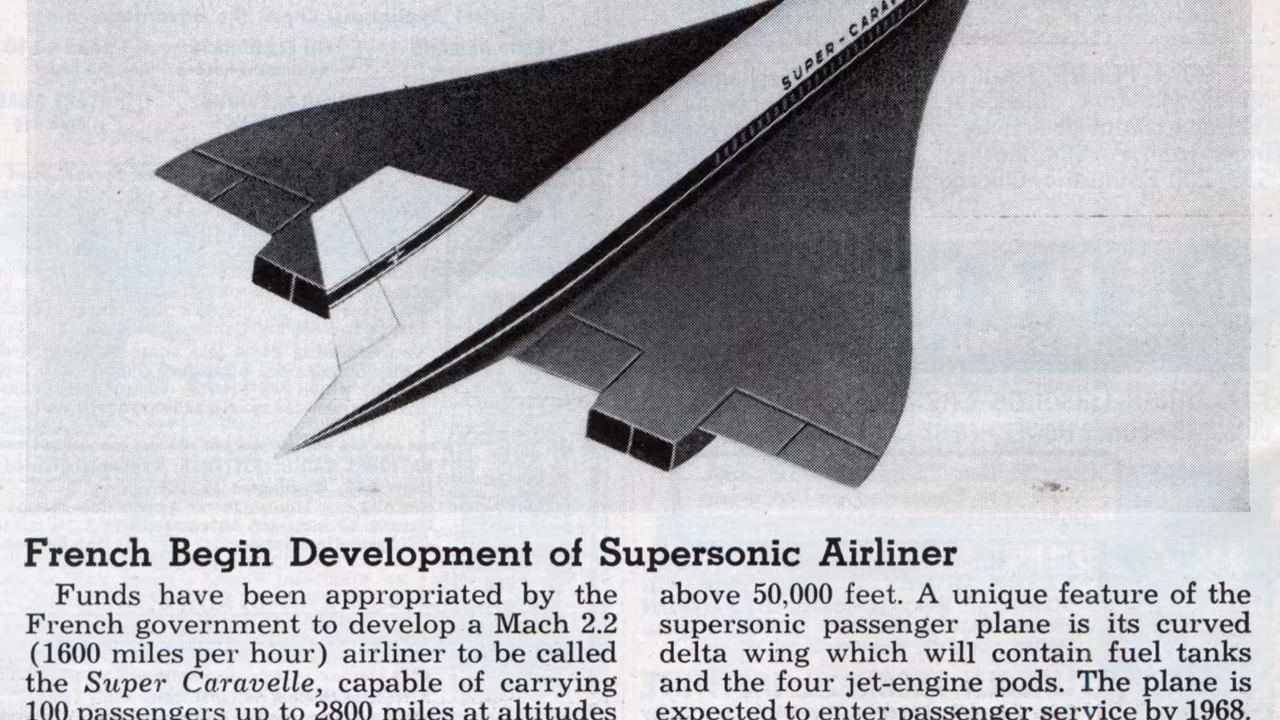 SUPER-CARAV
French Begin Development of Supersonic Airliner
Funds have been appropriated by the
French government to develop a Mach 2.2
(1600 miles per hour) airliner to be called
the Super Caravelle, capable of carrying
100 passengers up to 2800 miles at altitudes
above 50,000 feet. A unique feature of the
supersonic passenger plane is its curved
delta wing which will contain fuel tanks
and the four jet-engine pods. The plane is
expected to enter passenger service by 1968.